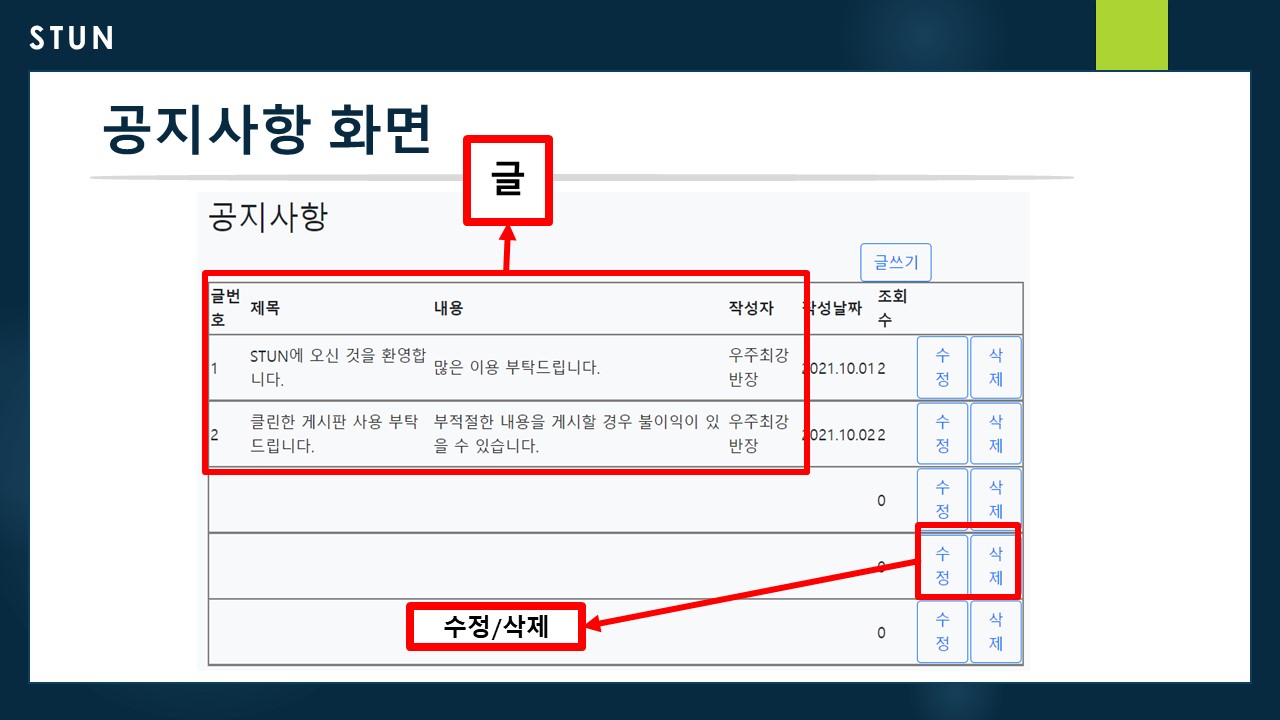 STUN
공지사항 화면
글
공지사항
글쓰기
글번
호
제목
내용
작성자
작성날짜
조회
수
1
STUN에 오신 것을 환영합
니다.
많은 이용 부탁드립니다.
우주최강
반장
2021.10.01
2
수
정
삭
제
2
클린한 게시판 사용 부탁
드립니다.
부적절한 내용을 게시할 경우 불이익이 있
을 수 있습니다.
우주최강
반장
2021.10.02
2
수
정
삭
제
0
수
정
삭
제
0
수
정
삭
제
수정/삭제
0
수
정
삭
제